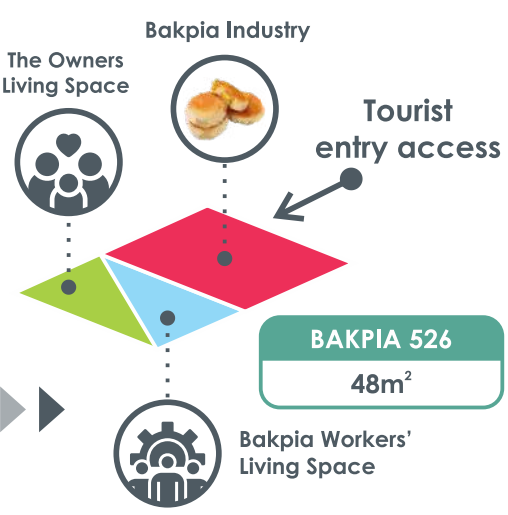 Bakpia Industry
The Owners
Living Space
Tourist
entry access
BAKPIA 526
48m²
Bakpia Workers’
Living Space